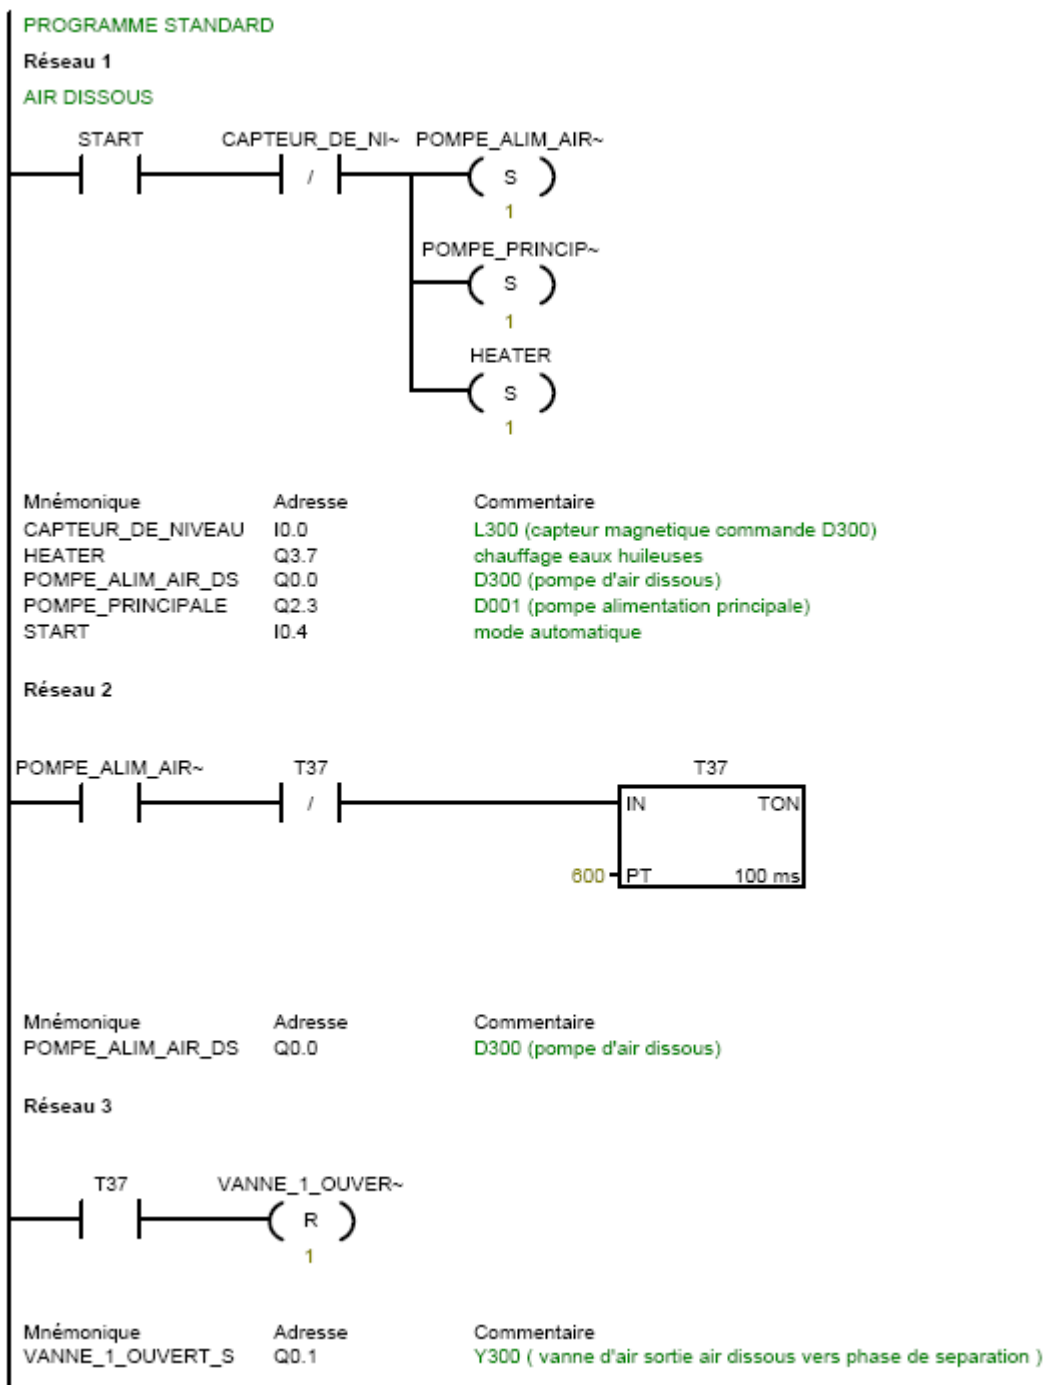 PROGRAMME STANDARD
Réseau 1
AIR DISSOUS
START CAPTEUR_DE_NI~ POMPE_ALIM_AIR~
/ S
1
POMPE_PRINCIP~
S
1
HEATER
S
1
Mnémonique Adresse Commentaire
CAPTEUR_DE_NIVEAU I0.0 L300 (capteur magnetique commande D300)
HEATER Q3.7 chauffage eaux huileuses
POMPE_ALIM_AIR_DS Q0.0 D300 (pompe d'air dissous)
POMPE_PRINCIPALE Q2.3 D001 (pompe alimentation principale)
START I0.4 mode automatique
Réseau 2
POMPE_ALIM_AIR~ T37 T37
/ IN TON
600 PT 100 ms
Mnémonique Adresse Commentaire
POMPE_ALIM_AIR_DS Q0.0 D300 (pompe d'air dissous)
Réseau 3
T37 VANNE_1_OUVER~
R
1
Mnémonique Adresse Commentaire
VANNE_1_OUVERT_S Q0.1 Y300 ( vanne d'air sortie air dissous vers phase de separation )